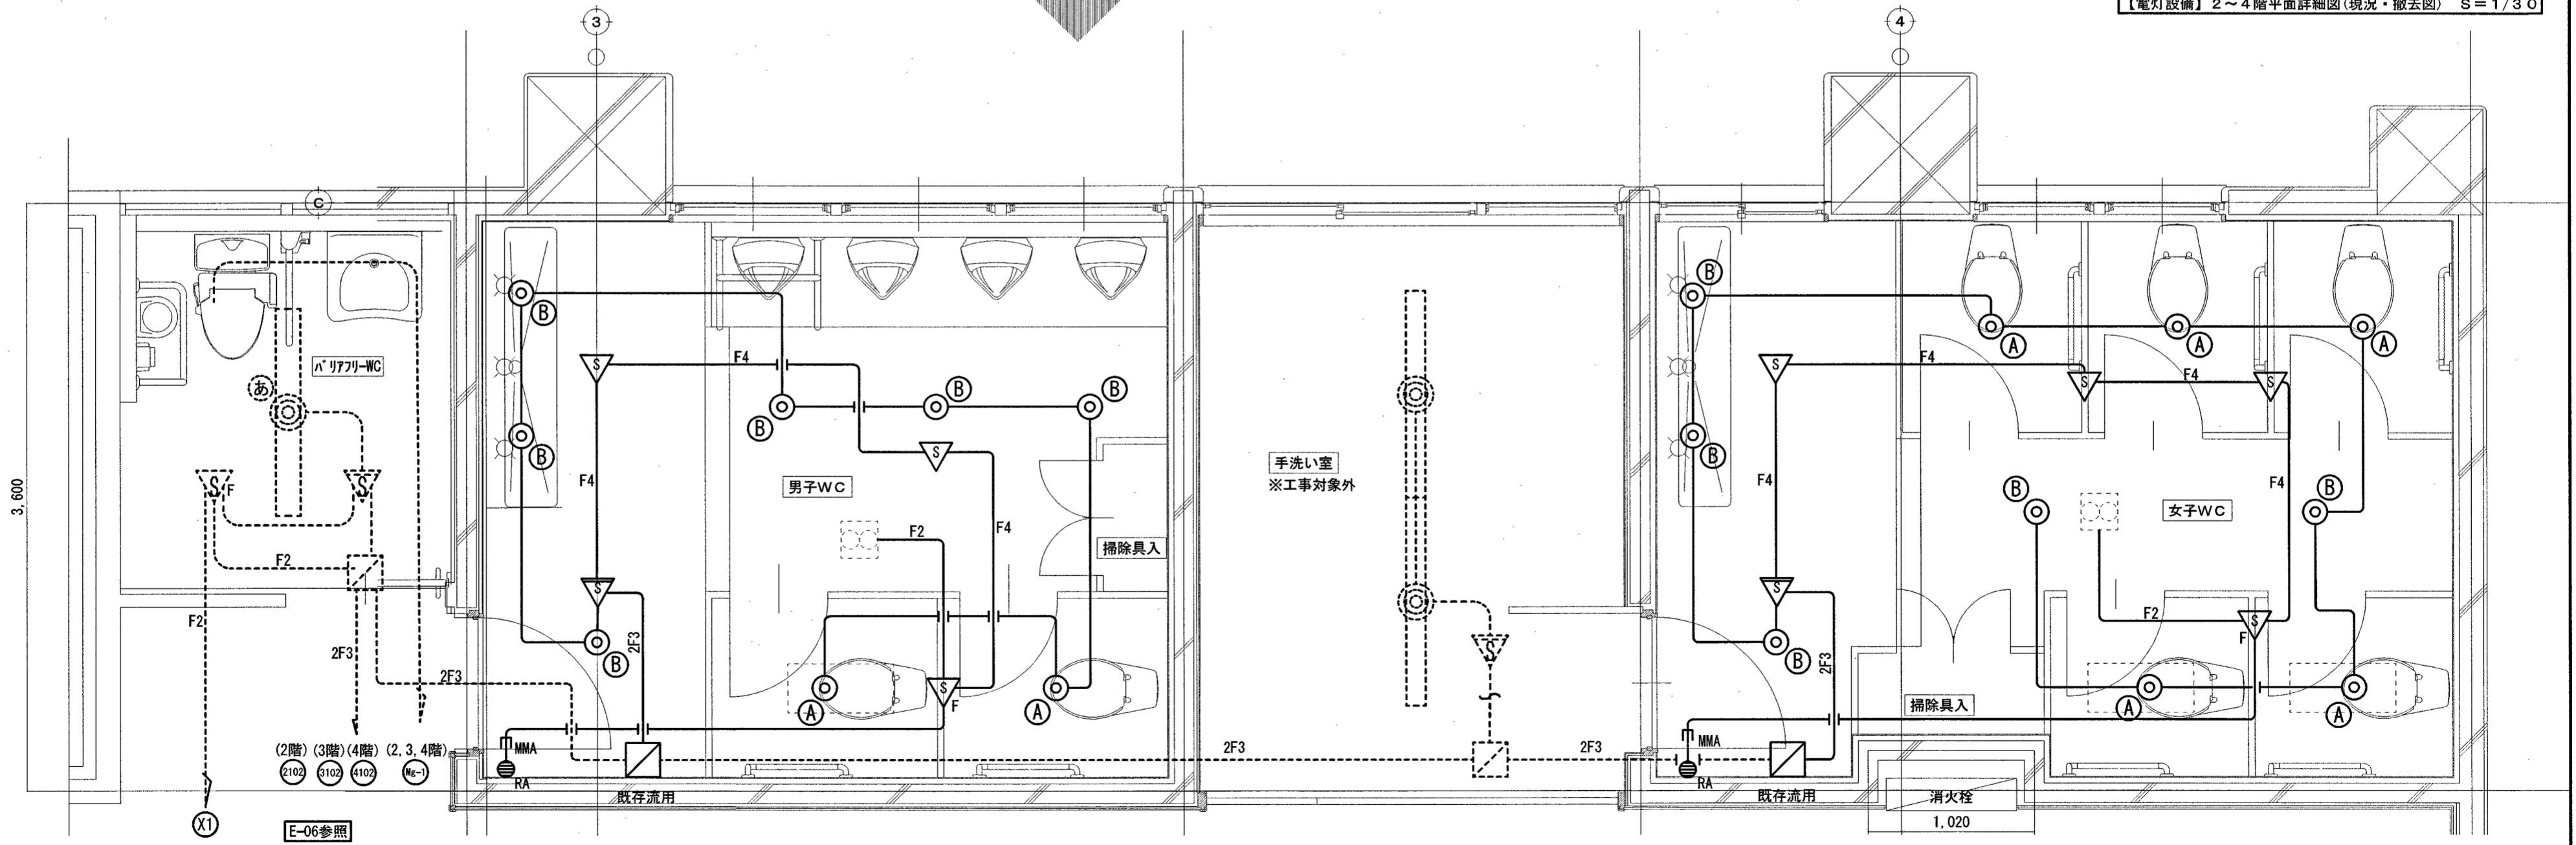 【電灯設備】2～4階平面詳細図(現況・撤去図) S=1/30
3
4
C
3,600
バリアフリーWC
あ
S
F
S
F2
F2
2F3
2F3
(2階) (3階) (4階) (2,3,4階)
2102 3102 4102 Mg-1
X1
E-06参照
B
B
B
S
F4
F4
S
2F3
B
B
B
S
男子WC
F2
F4
掃除具入
A
S
F
A
MMA
RA
既存流用
手洗い室
※工事対象外
S
2F3
2F3
B
B
B
S
F4
F4
S
2F3
A
A
A
S
F4
S
F4
B
B
女子WC
F2
S
F
掃除具入
A
A
MMA
RA
既存流用
消火栓
1,020